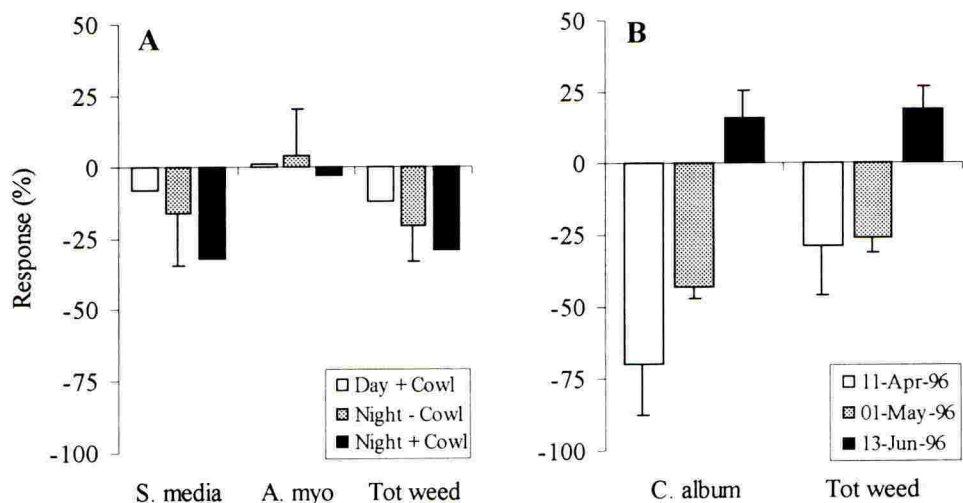 A
50
25
0
-25
-50
-75
-100
Response (%)
Day + Cowl
Night - Cowl
Night + Cowl
S. media
A. myo
Tot weed
B
50
25
0
-25
-50
-75
-100
11-Apr-96
01-May-96
13-Jun-96
C. album
Tot weed